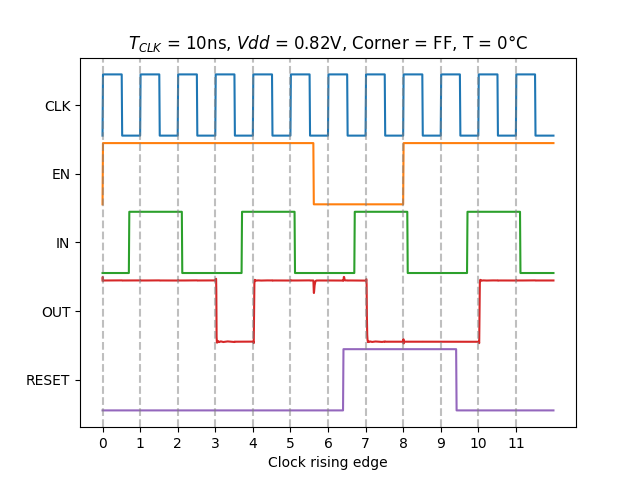 T_CLK = 10ns, Vdd = 0.82V, Corner = FF, T = 0°C
CLK
EN
IN
OUT
RESET
0 1 2 3 4 5 6 7 8 9 10 11
Clock rising edge